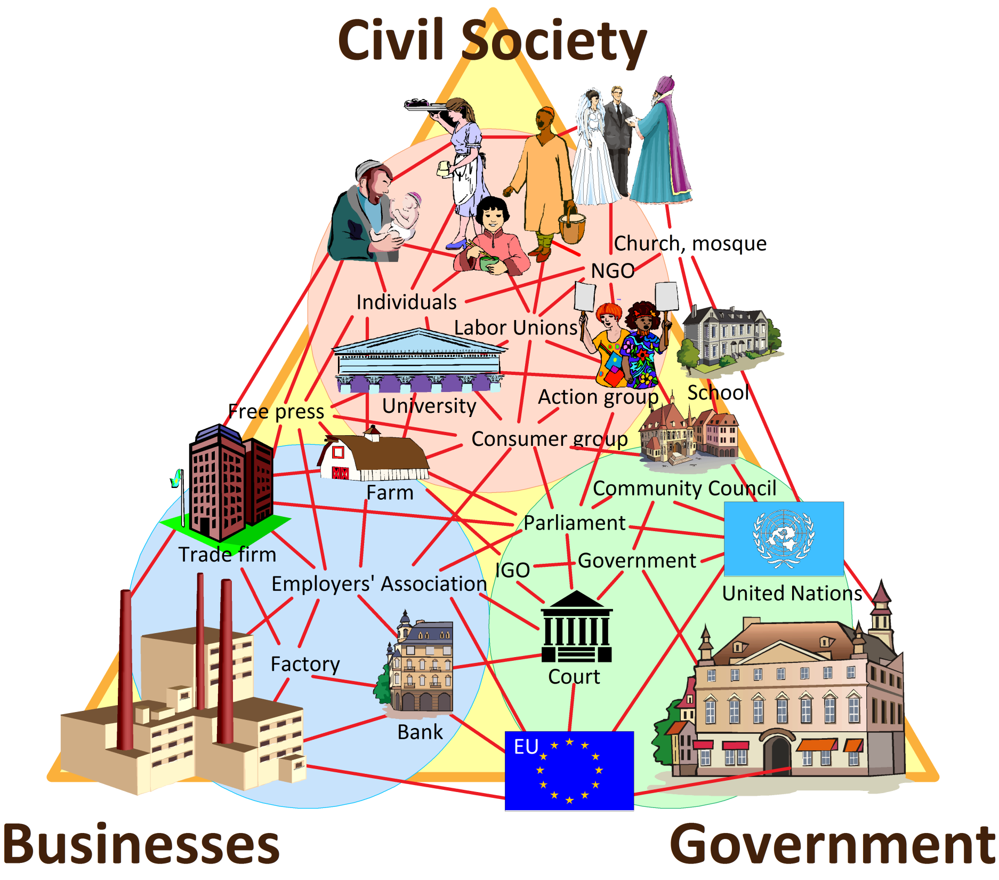 Civil Society
Church, mosque
NGO
Individuals
Labor Unions
School
Action group
University
Free press
Consumer group
Community Council
Farm
Parliament
Trade firm
Government
IGO
Employers' Association
United Nations
Factory
Court
Bank
EU
Businesses
Government